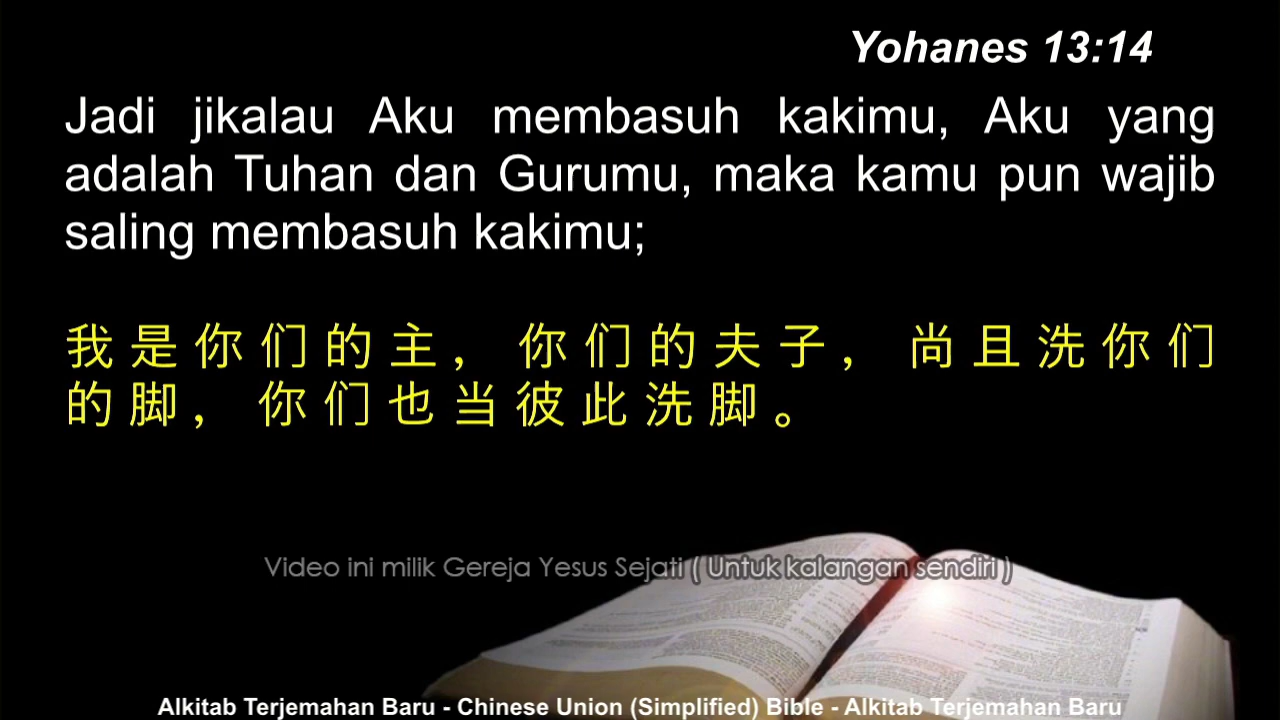 Yohanes 13:14
Jadi jikalau Aku membasuh kakimu, Aku yang
adalah Tuhan dan Gurumu, maka kamu pun wajib
saling membasuh kakimu;
我是你们的主，你们的夫子，尚且洗你们
的脚，你们也当彼此洗脚。
Video ini milik Gereja Yesus Sejati ( Untuk kalangan sendiri )
Alkitab Terjemahan Baru - Chinese Union (Simplified) Bible - Alkitab Terjemahan Baru